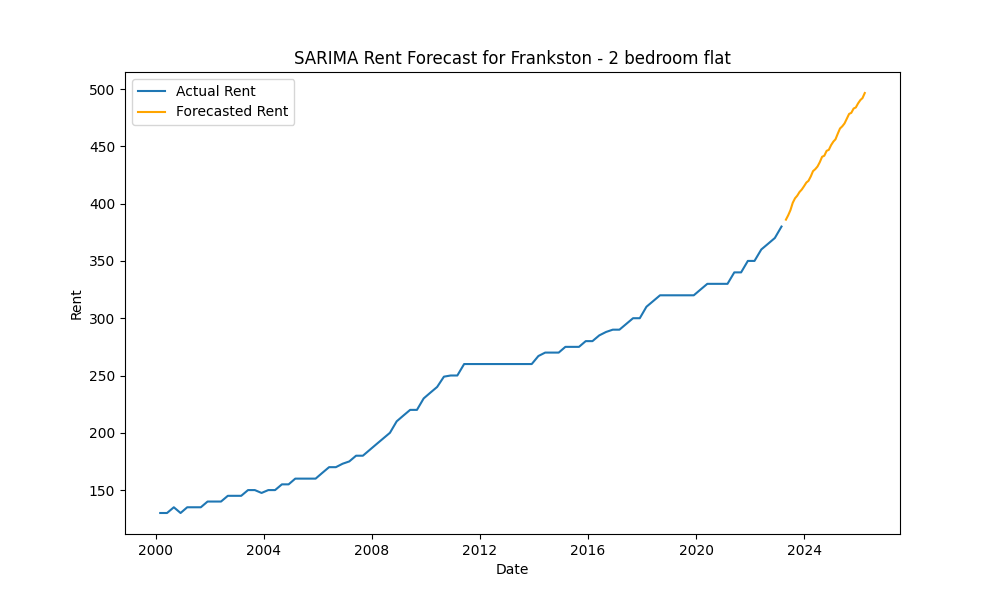 SARIMA Rent Forecast for Frankston - 2 bedroom flat
Actual Rent
Forecasted Rent
500
450
400
350
300
250
200
150
Rent
2000 2004 2008 2012 2016 2020 2024
Date